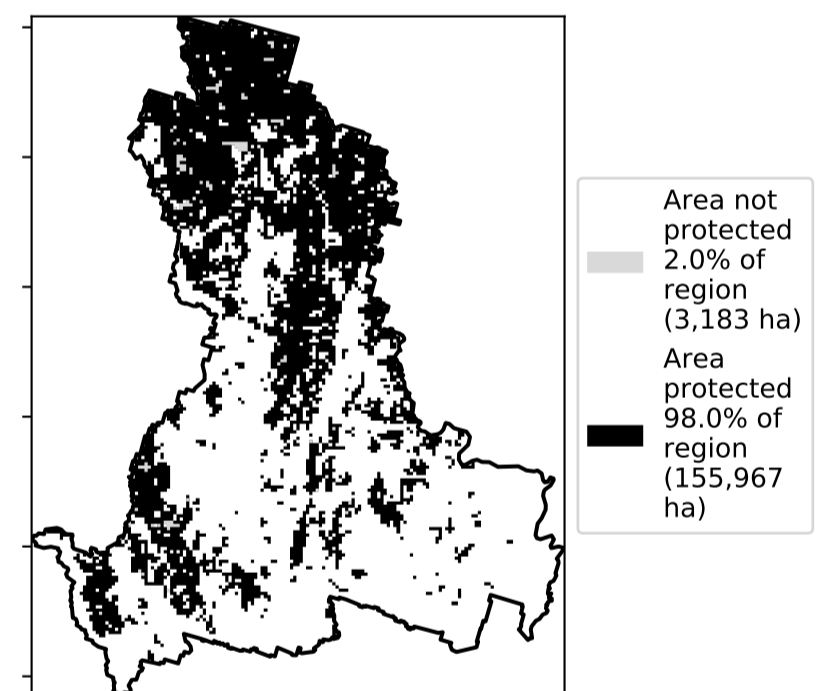 Area not
protected
2.0% of
region
(3,183 ha)
Area
protected
98.0% of
region
(155,967
ha)